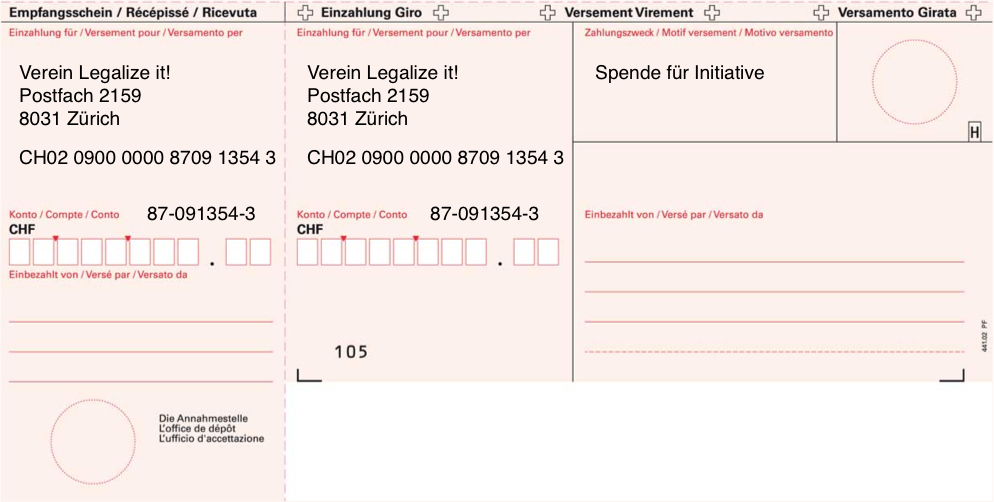 Empfangsschein / Récépissé / Ricevuta
Einzahlung für / Versement pour / Versamento per
Verein Legalize it!
Postfach 2159
8031 Zürich
CH02 0900 0000 8709 1354 3
Konto / Compte / Conto 87-091354-3
CHF
.
Einbezahlt von / Versé par / Versato da
Die Annahmestelle
L'office de dépôt
L'ufficio d'accettazione
Einzahlung Giro Versement Virement Versamento Girata
Einzahlung für / Versement pour / Versamento per
Verein Legalize it!
Postfach 2159
8031 Zürich
CH02 0900 0000 8709 1354 3
Konto / Compte / Conto 87-091354-3
CHF
.
105
Zahlungszweck / Motif versement / Motivo versamento
Spende für Initiative
H
Einbezahlt von / Versé par / Versato da
441.02 PF